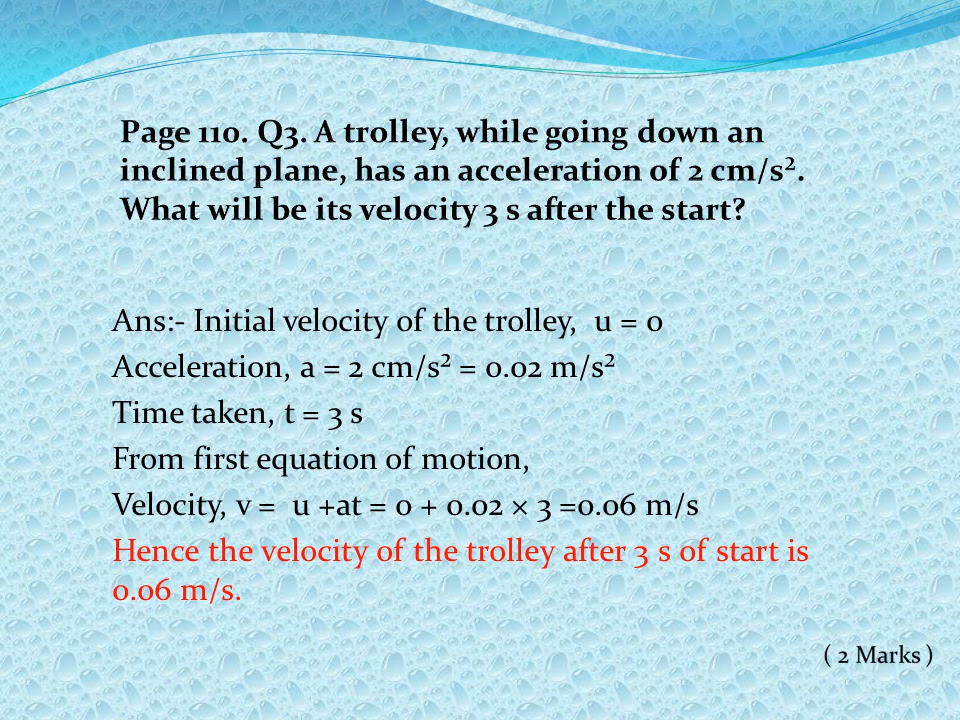 Page 110. Q3. A trolley, while going down an
inclined plane, has an acceleration of 2 cm/s².
What will be its velocity 3 s after the start?
Ans:- Initial velocity of the trolley, u = 0
Acceleration, a = 2 cm/s² = 0.02 m/s²
Time taken, t = 3 s
From first equation of motion,
Velocity, v = u +at = 0 + 0.02 × 3 =0.06 m/s
Hence the velocity of the trolley after 3 s of start is
0.06 m/s.
( 2 Marks )